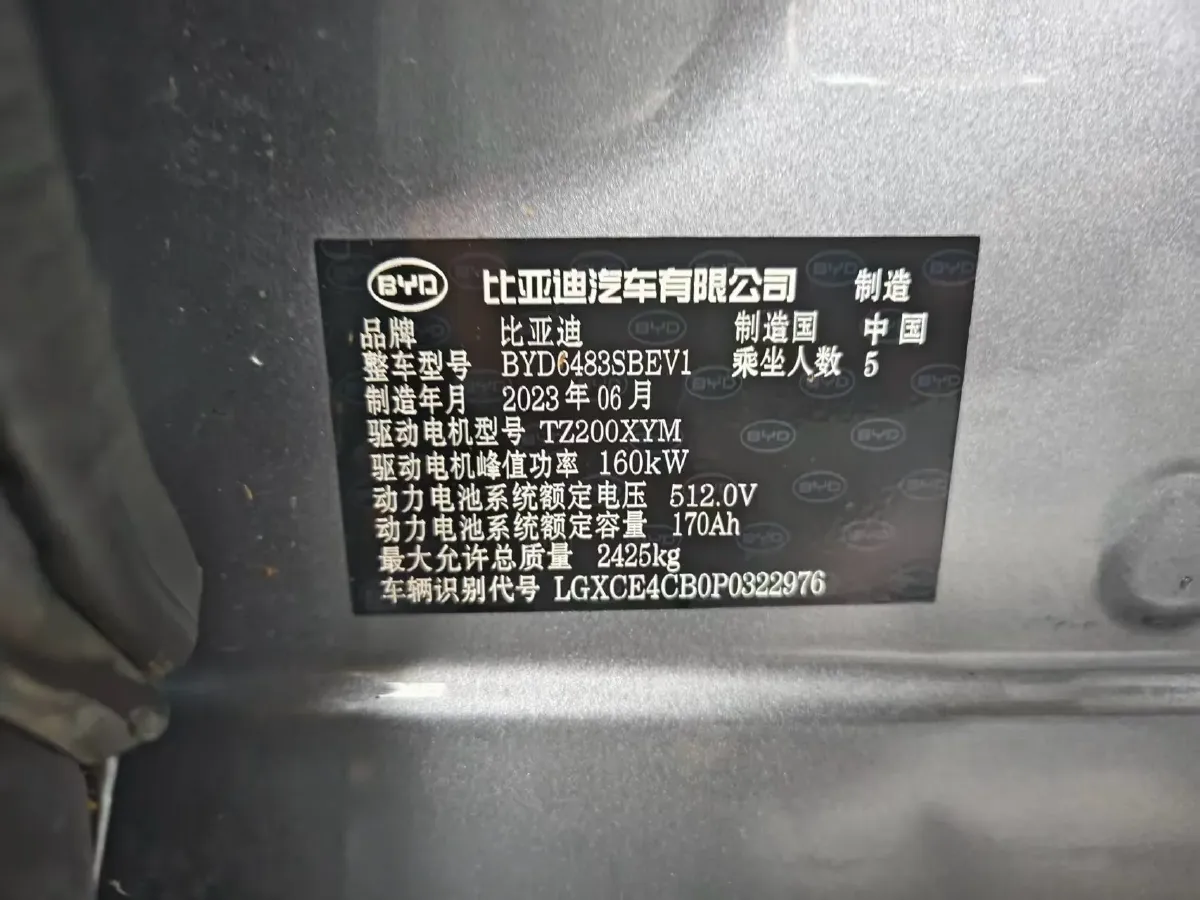 BYD 比亚迪汽车有限公司 制造
品牌 比亚迪 制造国 中国
整车型号 BYD6483SBEV1 乘坐人数 5
制造年月 2023年06月
驱动电机型号 TZ200XYM
驱动电机峰值功率 160kW
动力电池系统额定电压 512.0V
动力电池系统额定容量 170Ah
最大允许总质量 2425kg
车辆识别代号 LGXCE4CB0P0322976